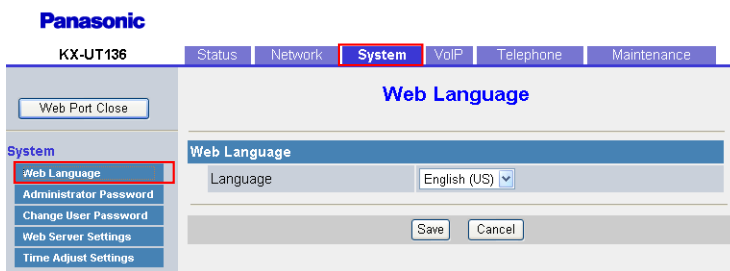 Panasonic
KX-UT136
Status Network System VoIP Telephone Maintenance
Web Port Close
Web Language
System
Web Language
Administrator Password
Change User Password
Web Server Settings
Time Adjust Settings
Web Language
Language English (US)
Save Cancel